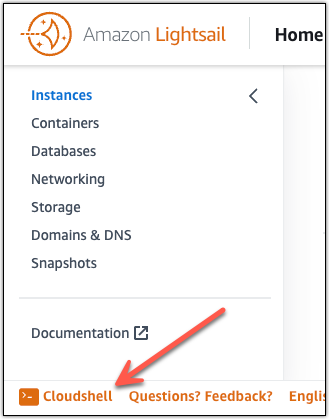 Amazon Lightsail Home
Instances
Containers
Databases
Networking
Storage
Domains & DNS
Snapshots
Documentation
Cloudshell Questions? Feedback? Englis